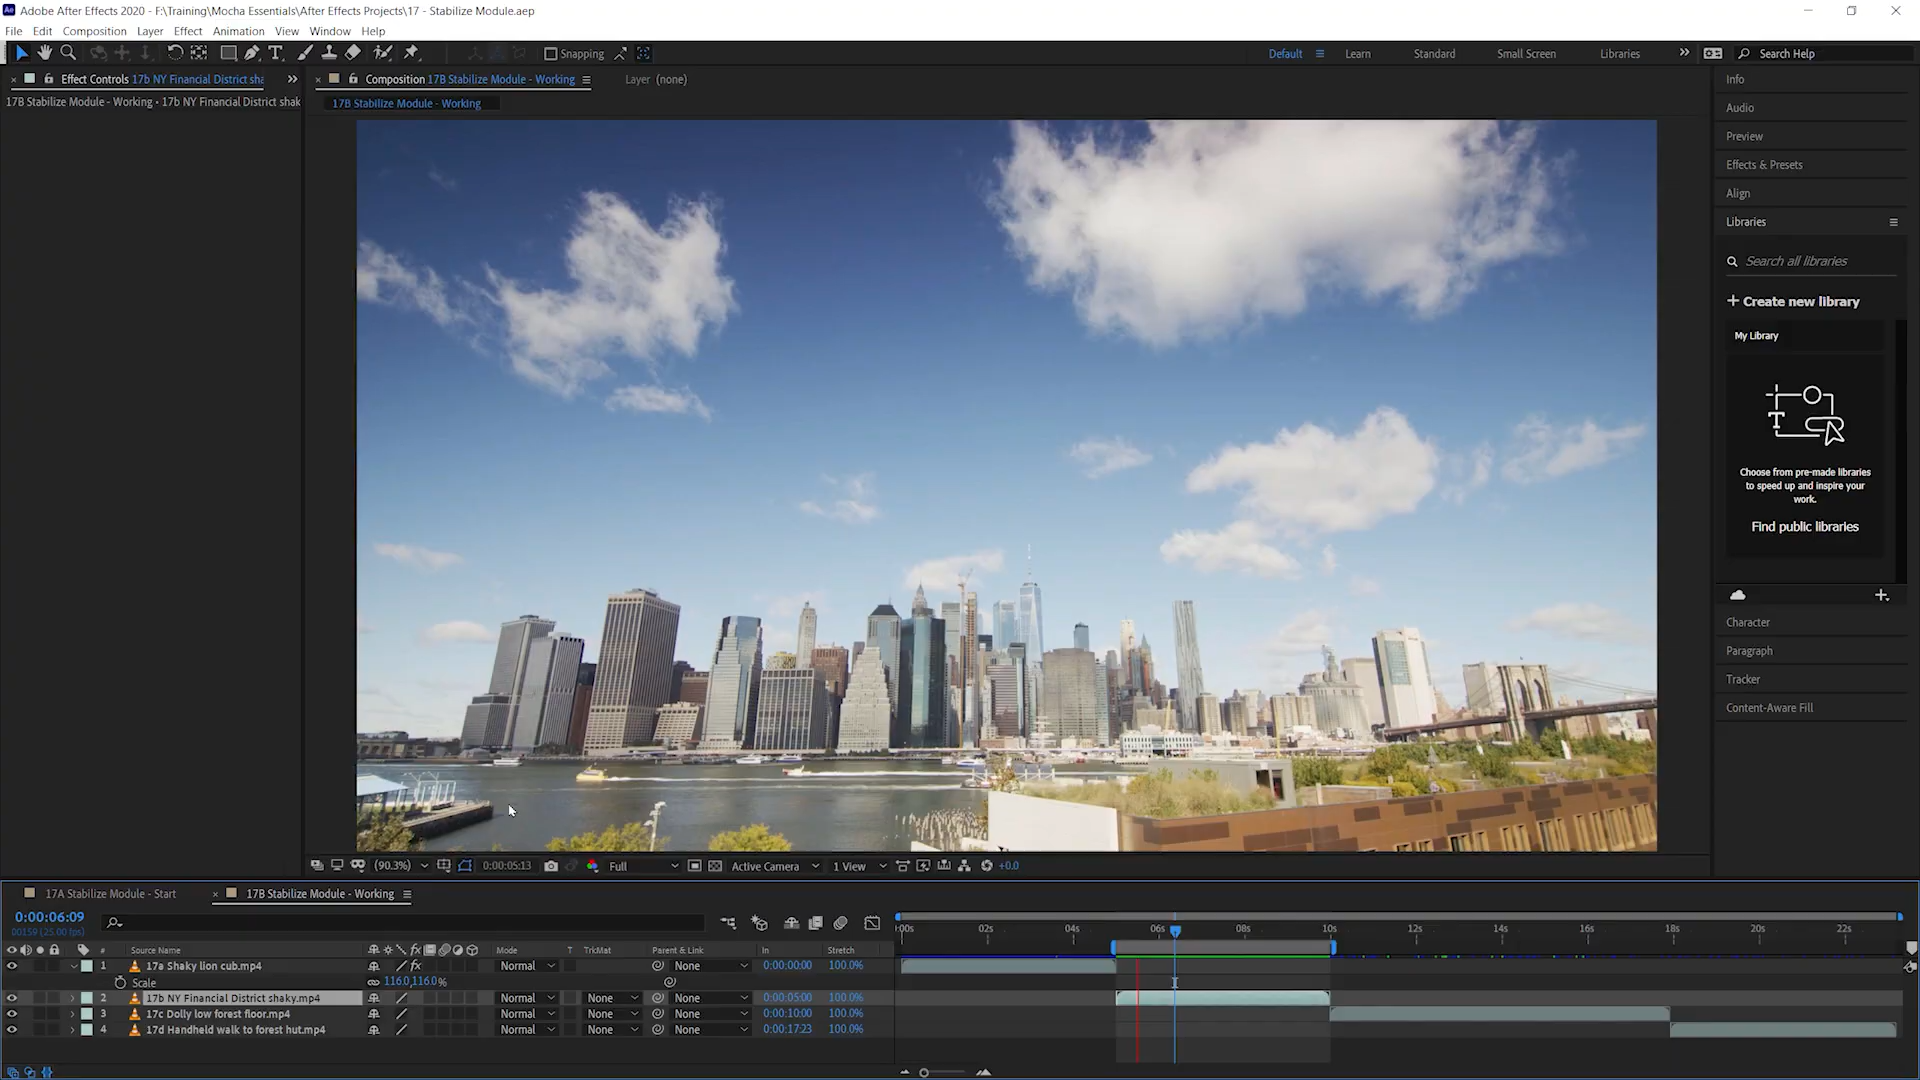 Adobe After Effects 2020 - F:\Training\Mocha Essentials\After Effects Projects\17 - Stabilize Module.aep
File Edit Composition Layer Effect Animation View Window Help
Snapping
Default Learn Standard Small Screen Libraries Search Help
Effect Controls 17b NY Financial District sha
Composition 17B Stabilize Module - Working
Layer (none)
17B Stabilize Module - Working • 17b NY Financial District shak
17B Stabilize Module - Working
Info
Audio
Preview
Effects & Presets
Align
Libraries
Search all libraries
+ Create new library
My Library
Choose from pre-made libraries
to speed up and inspire your
work.
Find public libraries
Character
Paragraph
Tracker
Content-Aware Fill
(90.3%) 0:00:05:13 Full Active Camera 1 View +0.0
17A Stabilize Module - Start
17B Stabilize Module - Working
0:00:06:09
00159 (25.00 fps)
:00s 02s 04s 06s 08s 10s 12s 14s 16s 18s 20s 22s
# Source Name Mode T TrkMat Parent & Link In Stretch
1 17a Shaky lion cub.mp4 Normal None 0:00:00:00 100.0%
Scale 116.0,116.0%
2 17b NY Financial District shaky.mp4 Normal None None 0:00:05:00 100.0%
3 17c Dolly low forest floor.mp4 Normal None None 0:00:10:00 100.0%
4 17d Handheld walk to forest hut.mp4 Normal None None 0:00:17:23 100.0%